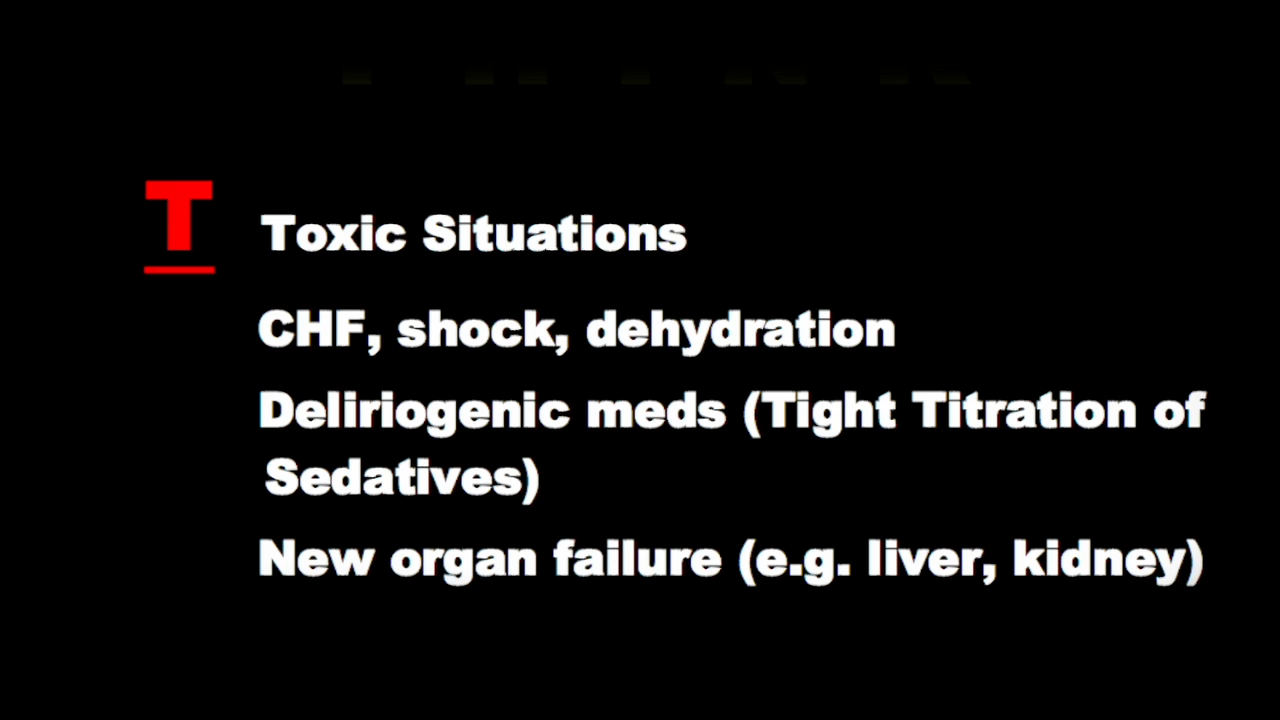 T Toxic Situations
CHF, shock, dehydration
Deliriogenic meds (Tight Titration of
Sedatives)
New organ failure (e.g. liver, kidney)